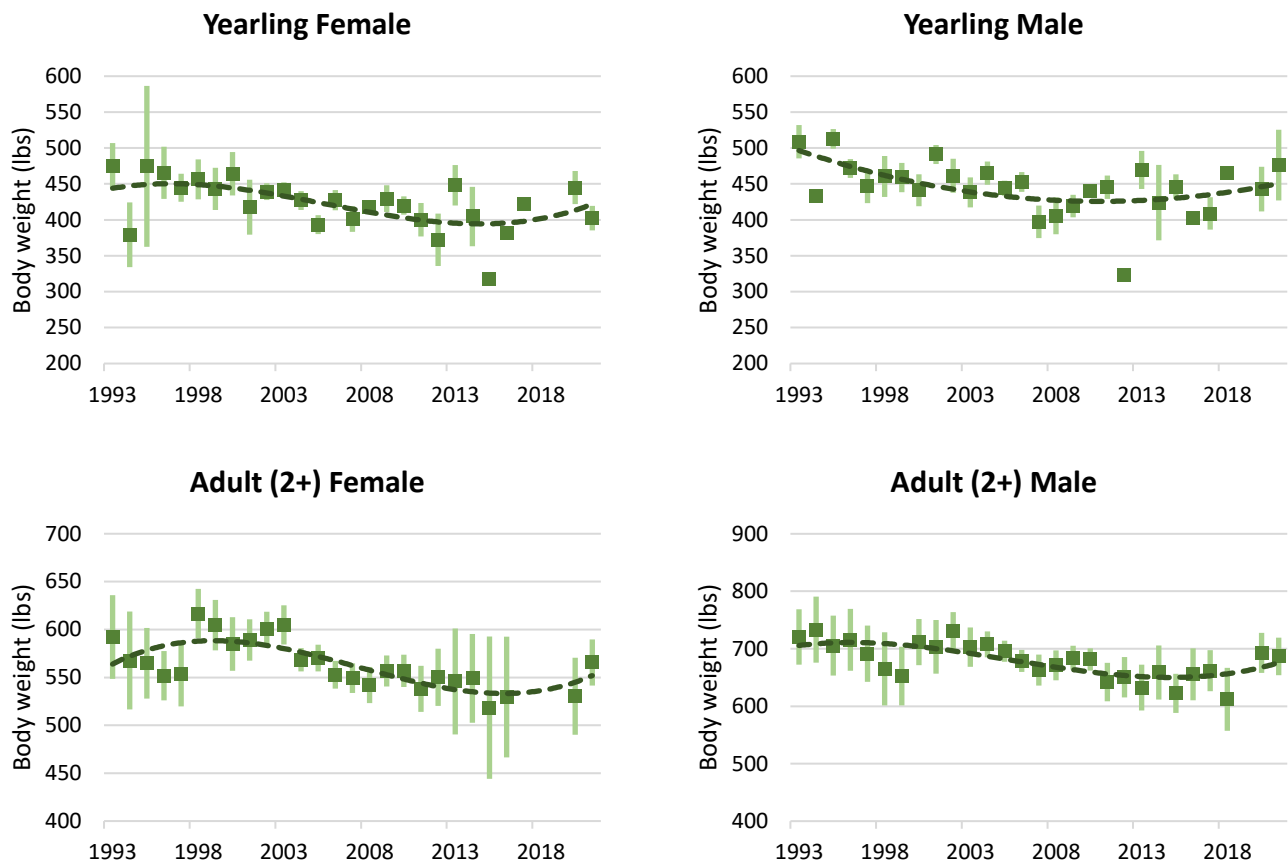 Yearling Female
Body weight (lbs)
600
550
500
450
400
350
300
250
200
1993 1998 2003 2008 2013 2018
Yearling Male
Body weight (lbs)
600
550
500
450
400
350
300
250
200
1993 1998 2003 2008 2013 2018
Adult (2+) Female
Body weight (lbs)
700
650
600
550
500
450
400
1993 1998 2003 2008 2013 2018
Adult (2+) Male
Body weight (lbs)
900
800
700
600
500
400
1993 1998 2003 2008 2013 2018